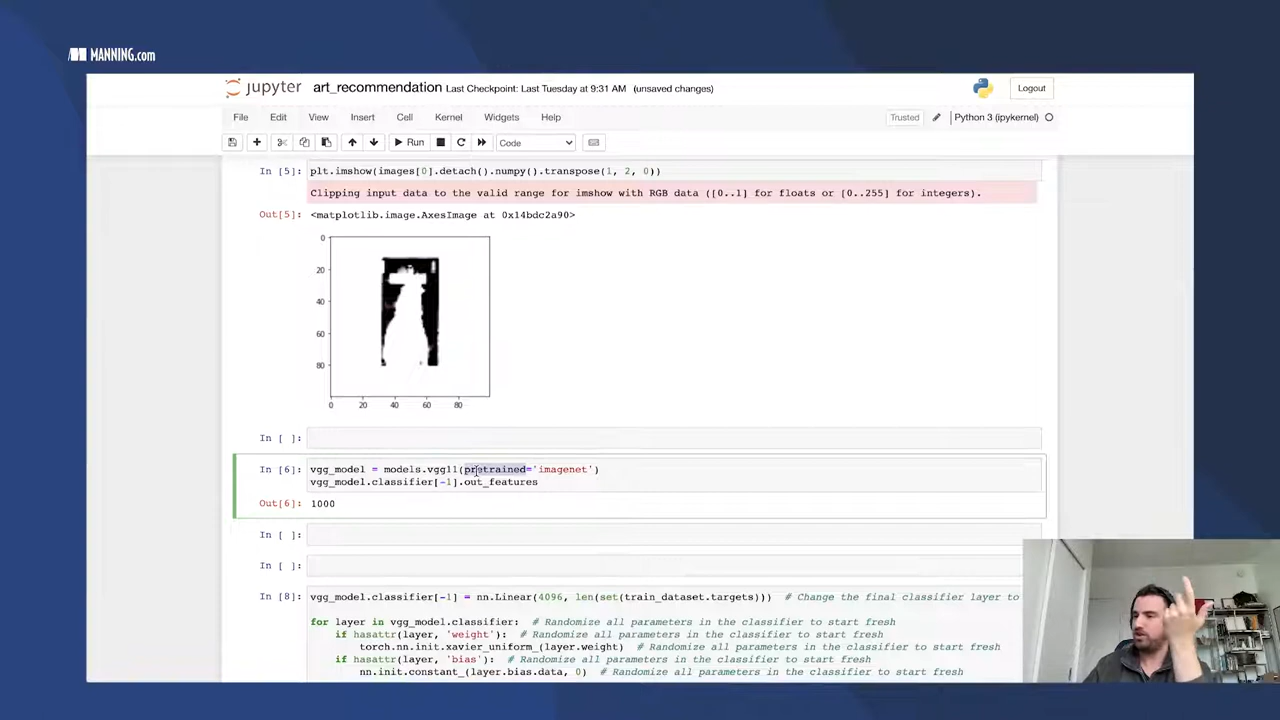 MANNING.com
jupyter art_recommendation Last Checkpoint: Last Tuesday at 9:31 AM (unsaved changes)
Logout
File Edit View Insert Cell Kernel Widgets Help
Trusted
Python 3 (ipykernel)
Run
Code
In [5]: plt.imshow(images[0].detach().numpy().transpose(1, 2, 0))
Clipping input data to the valid range for imshow with RGB data ([0..1] for floats or [0..255] for integers).
Out[5]: <matplotlib.image.AxesImage at 0x14bdc2a90>
0
20
40
60
80
0 20 40 60 80
In [ ]:
In [6]: vgg_model = models.vgg11(pretrained='imagenet')
vgg_model.classifier[-1].out_features
Out[6]: 1000
In [ ]:
In [ ]:
In [8]: vgg_model.classifier[-1] = nn.Linear(4096, len(set(train_dataset.targets))) # Change the final classifier layer to
for layer in vgg_model.classifier: # Randomize all parameters in the classifier to start fresh
if hasattr(layer, 'weight'): # Randomize all parameters in the classifier to start fresh
torch.nn.init.xavier_uniform_(layer.weight) # Randomize all parameters in the classifier to start fresh
if hasattr(layer, 'bias'): # Randomize all parameters in the classifier to start fresh
nn.init.constant_(layer.bias.data, 0) # Randomize all parameters in the classifier to start fresh